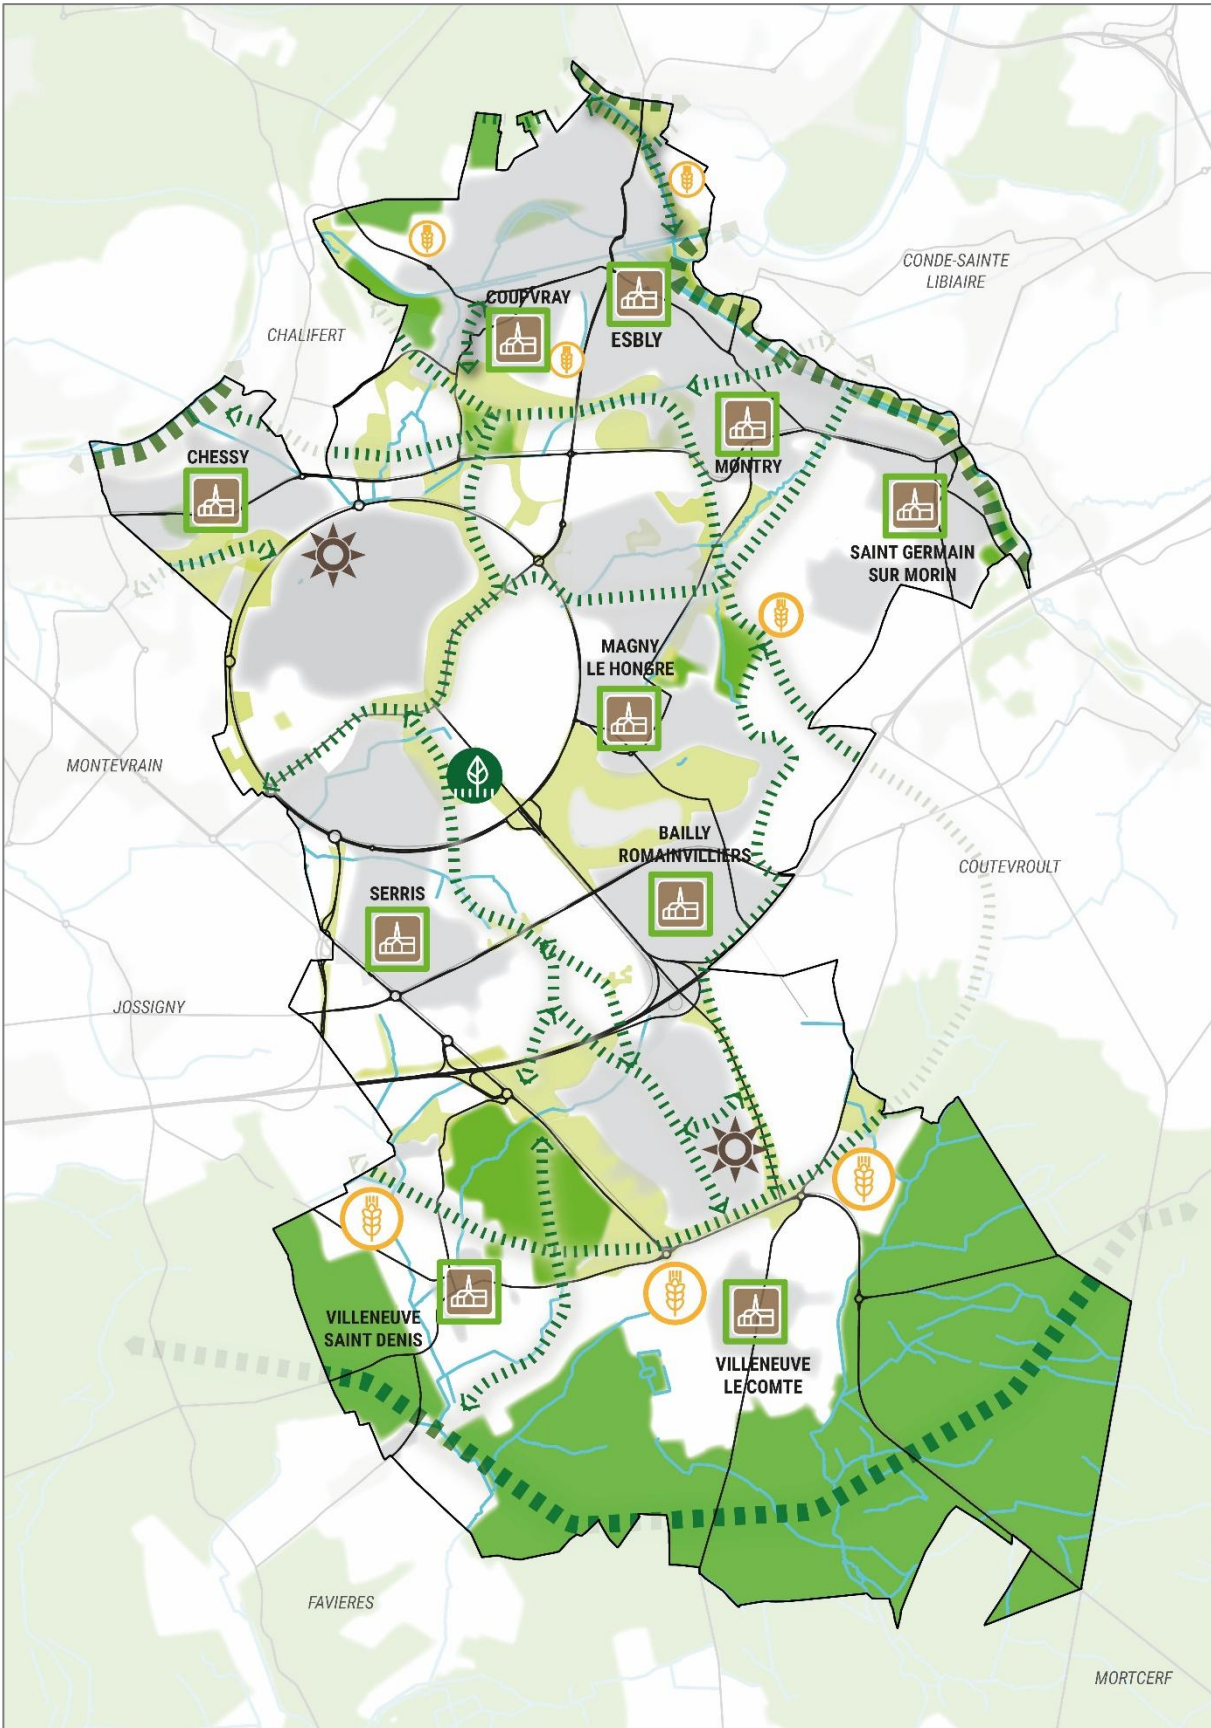 CONDE-SAINTE
LIBIAIRE
COUPVRAY
CHALIFERT
ESBLY
CHESSY
MONTRY
SAINT GERMAIN
SUR MORIN
MAGNY
LE HONGRE
MONTEVRAIN
BAILLY
ROMAINVILLIERS
COUTEVROULT
SERRIS
JOSSIGNY
VILLENEUVE
SAINT DENIS
VILLENEUVE
LE COMTE
FAVIERES
MORTCERF